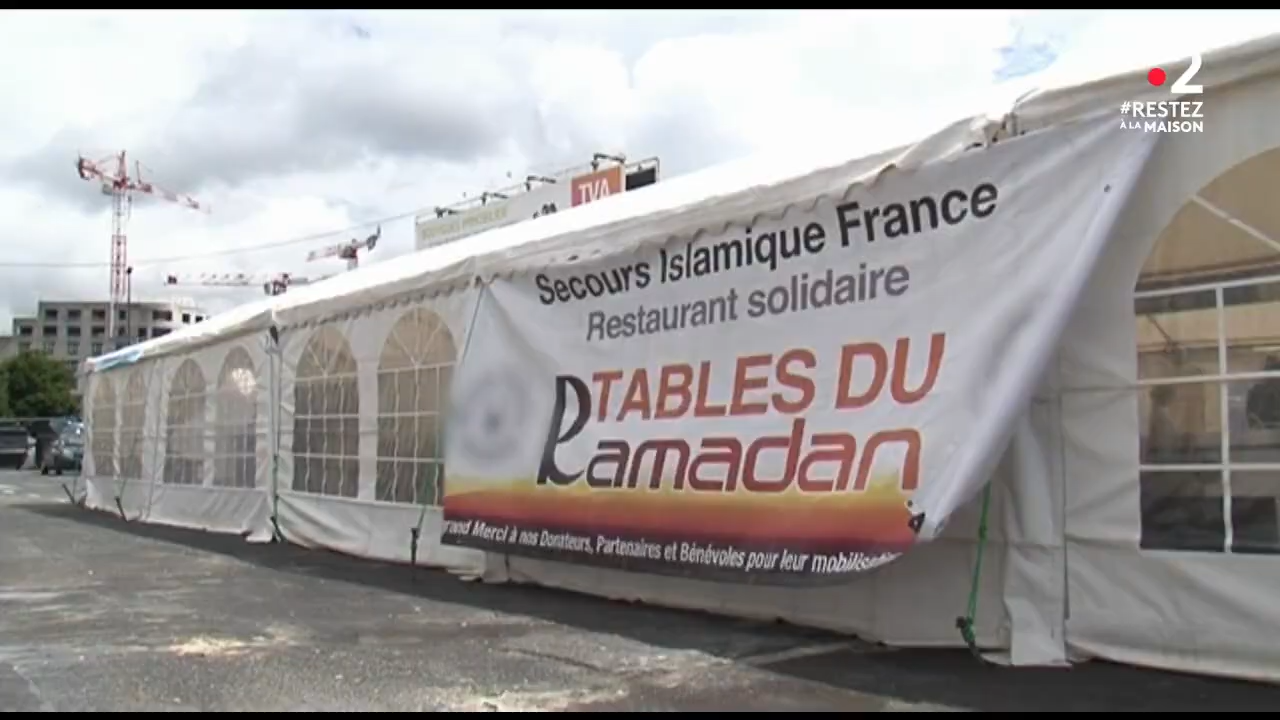 2
#RESTEZ
À LA MAISON
TVA
Secours Islamique France
Restaurant solidaire
TABLES DU
Ramadan
rand Merci à nos Donateurs, Partenaires et Bénévoles pour leur